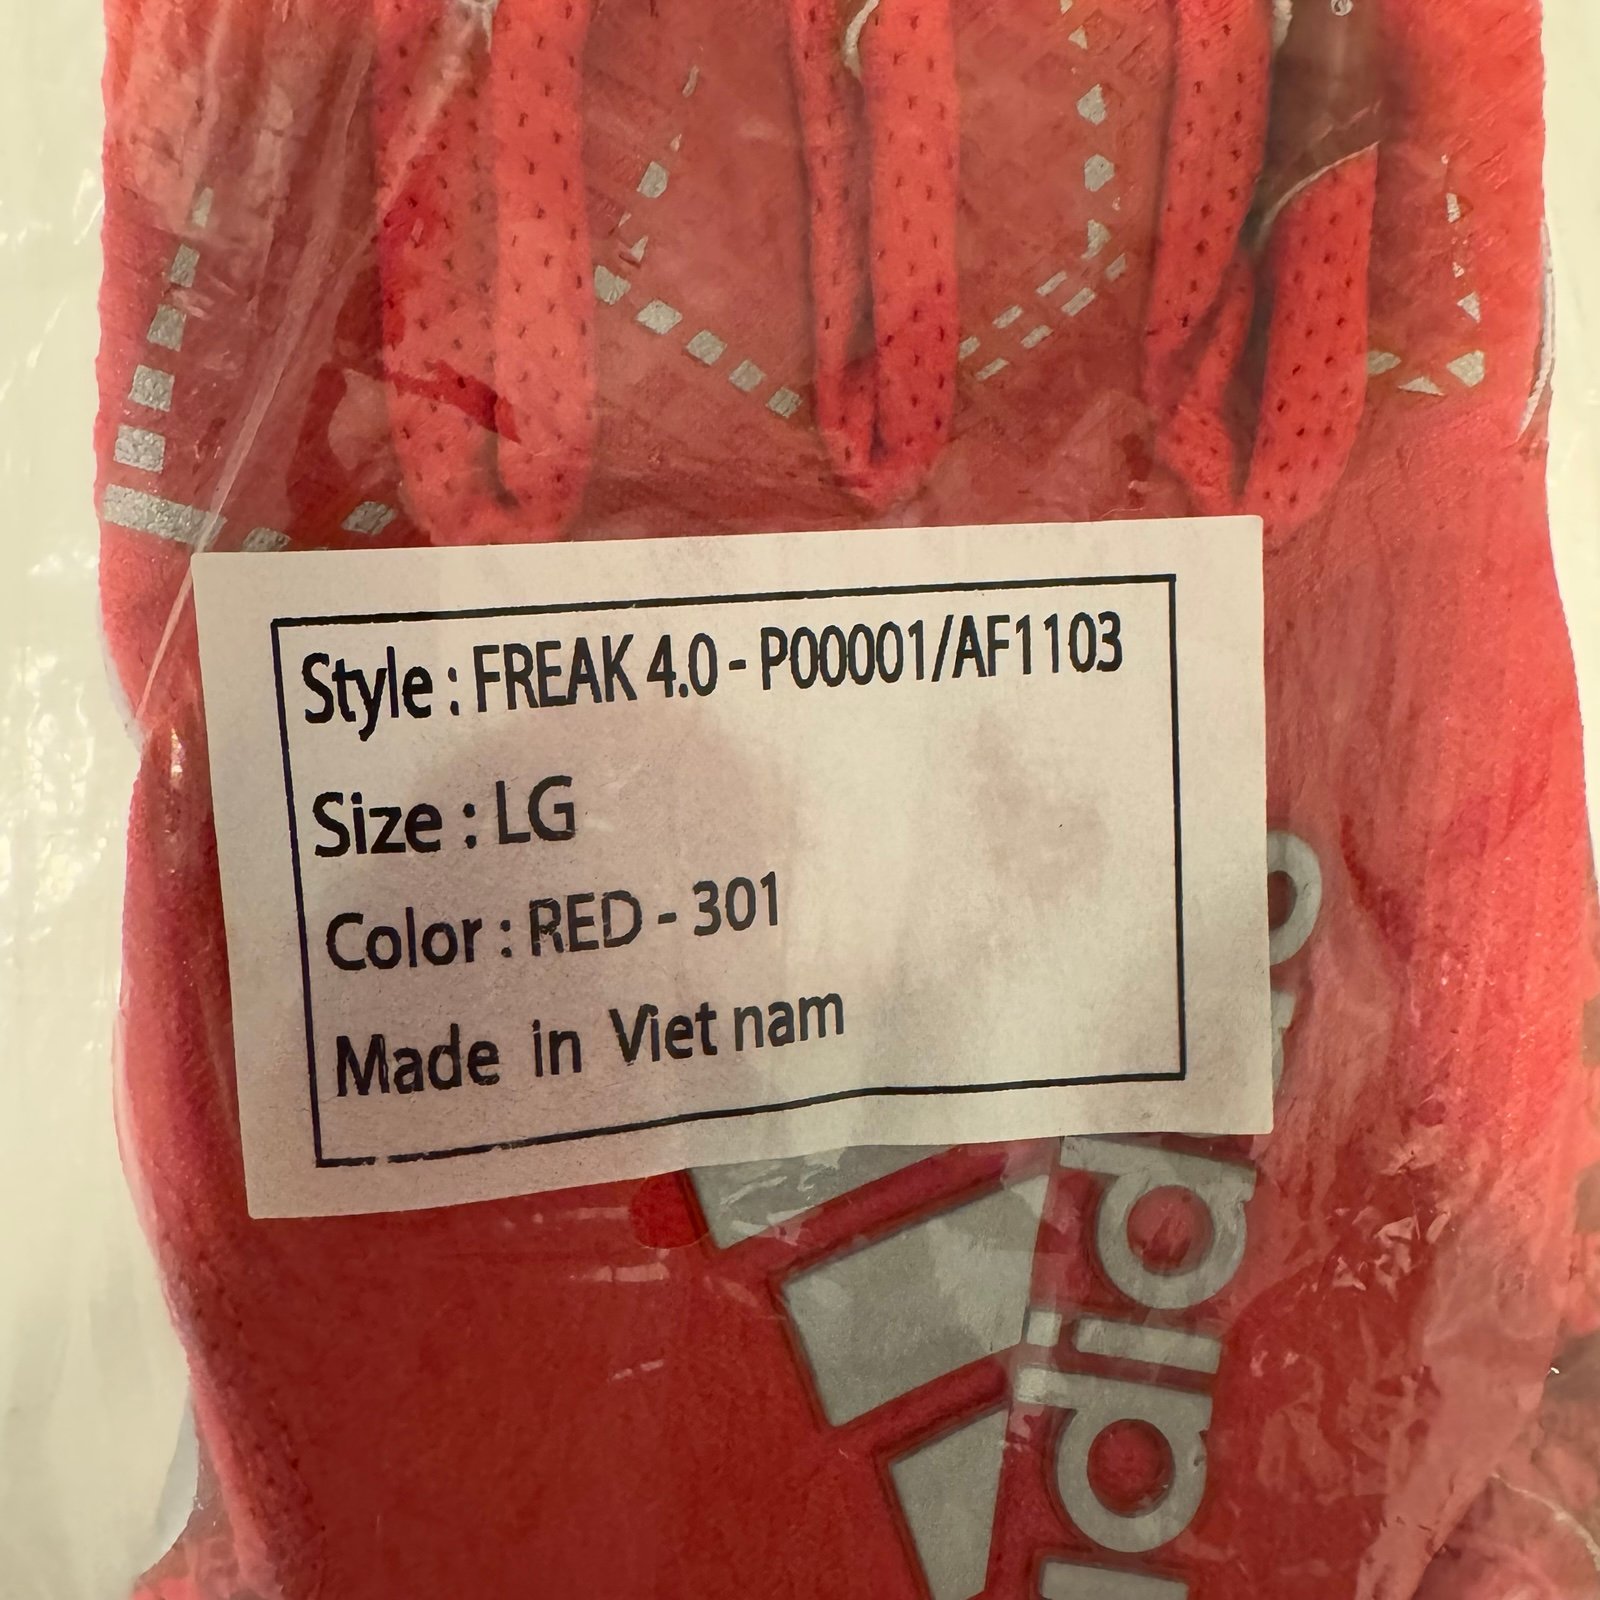 Style : FREAK 4.0 - P00001/AF1103
Size : LG
Color : RED - 301
Made in Viet nam
adidas